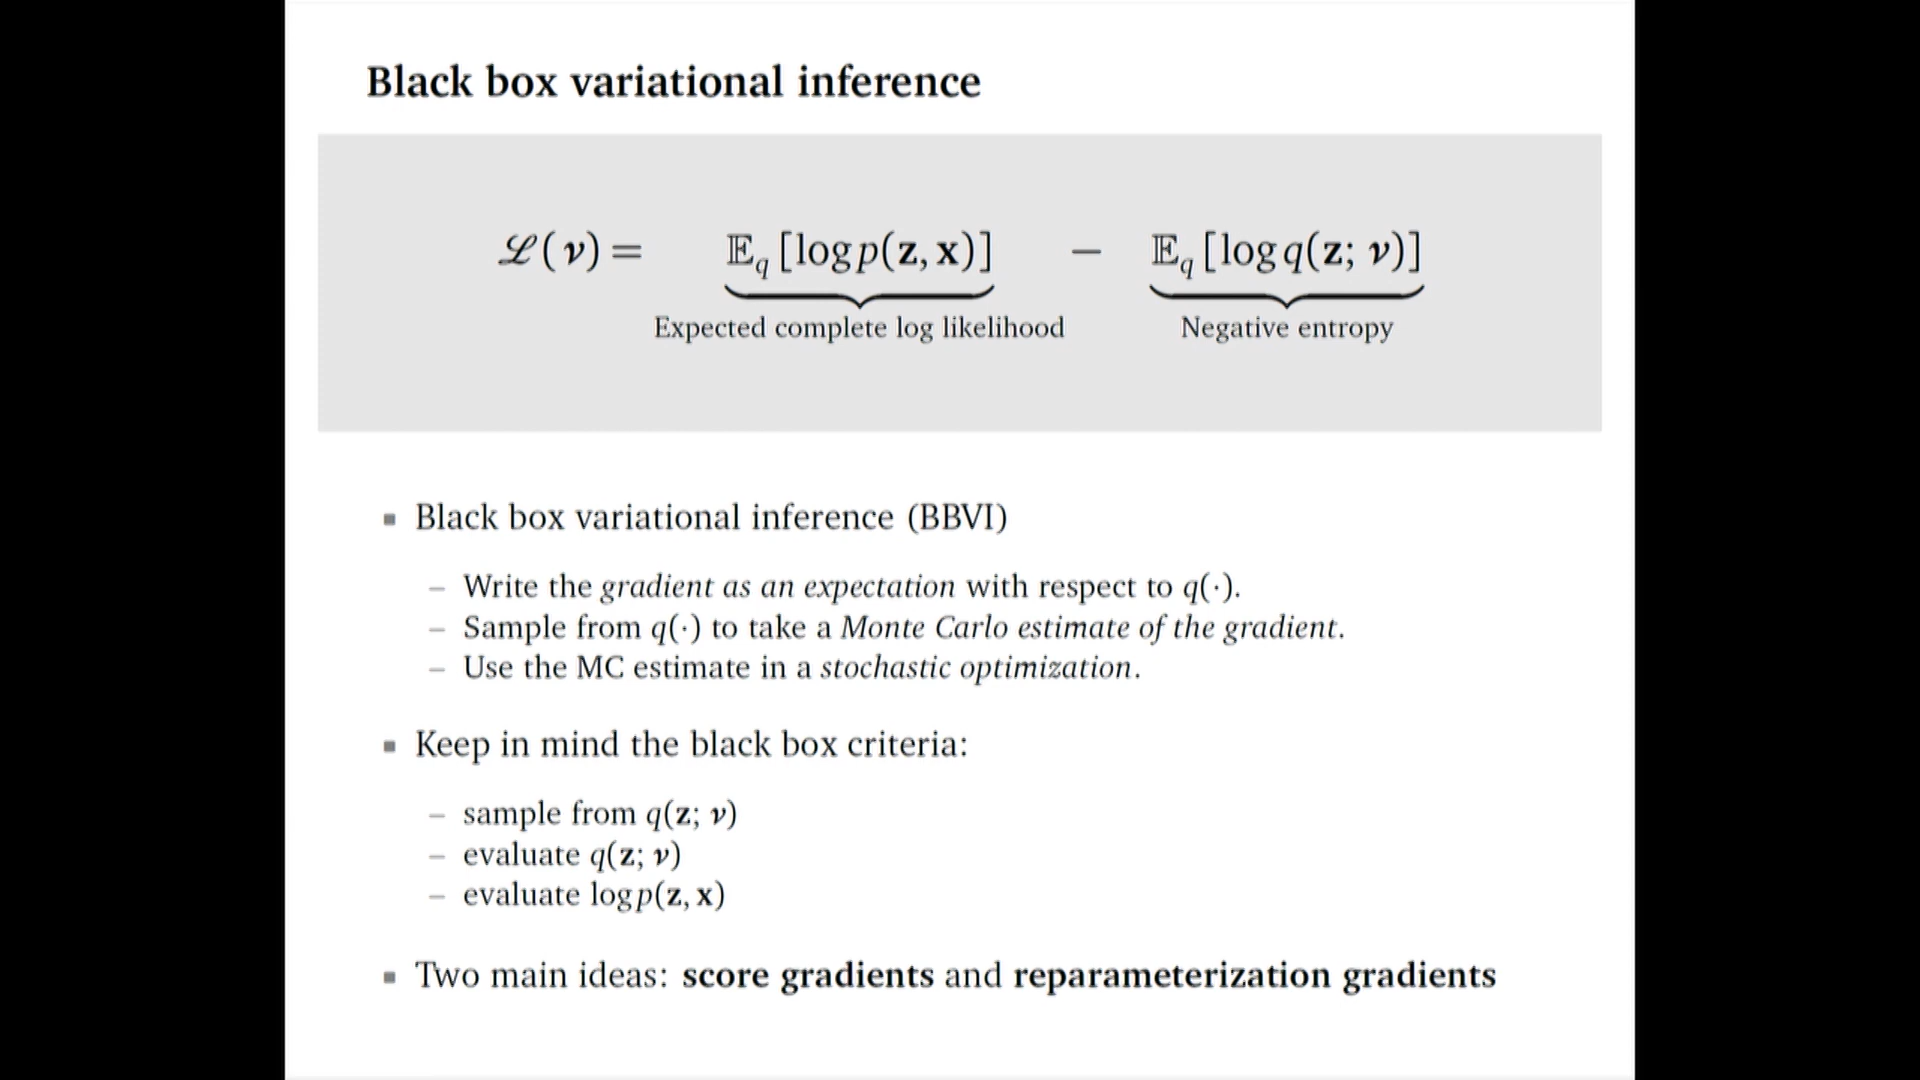 Black box variational inference
ℒ(ν) = 𝔼q [log p(z, x)] − 𝔼q [log q(z; ν)]
Expected complete log likelihood Negative entropy
▪ Black box variational inference (BBVI)
– Write the gradient as an expectation with respect to q(·).
– Sample from q(·) to take a Monte Carlo estimate of the gradient.
– Use the MC estimate in a stochastic optimization.
▪ Keep in mind the black box criteria:
– sample from q(z; ν)
– evaluate q(z; ν)
– evaluate log p(z, x)
▪ Two main ideas: score gradients and reparameterization gradients